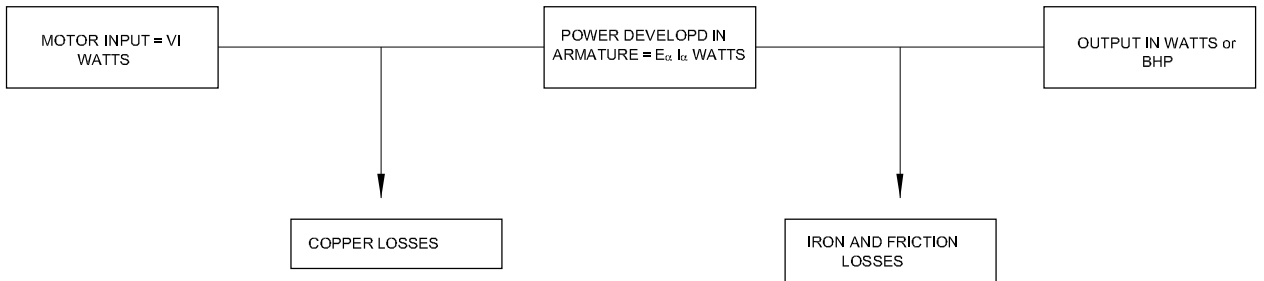 MOTOR INPUT = VI
WATTS
POWER DEVELOPD IN
ARMATURE = Eα Iα WATTS
OUTPUT IN WATTS or
BHP
COPPER LOSSES
IRON AND FRICTION
LOSSES